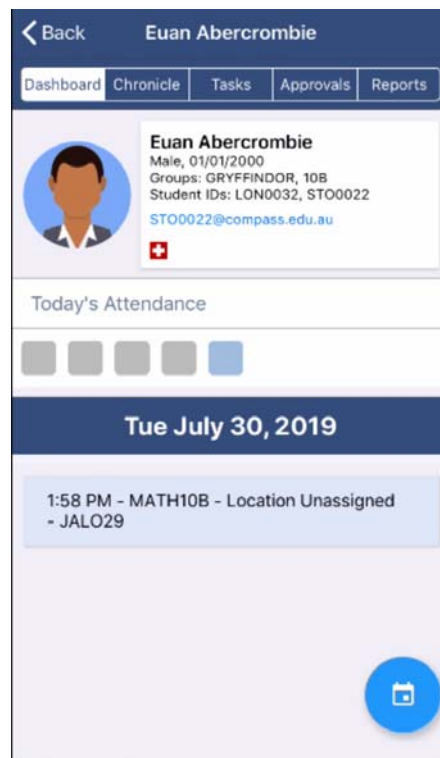 Back Euan Abercrombie
Dashboard Chronicle Tasks Approvals Reports
Euan Abercrombie
Male, 01/01/2000
Groups: GRYFFINDOR, 10B
Student IDs: LON0032, STO0022
STO0022@compass.edu.au
Today's Attendance
Tue July 30, 2019
1:58 PM - MATH10B - Location Unassigned
- JALO29